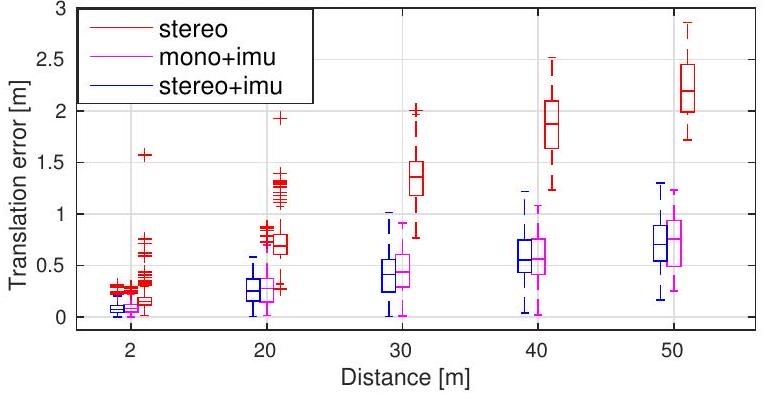 3
2.5
2
1.5
1
0.5
0
Translation error [m]
stereo
mono+imu
stereo+imu
2 20 30 40 50
Distance [m]